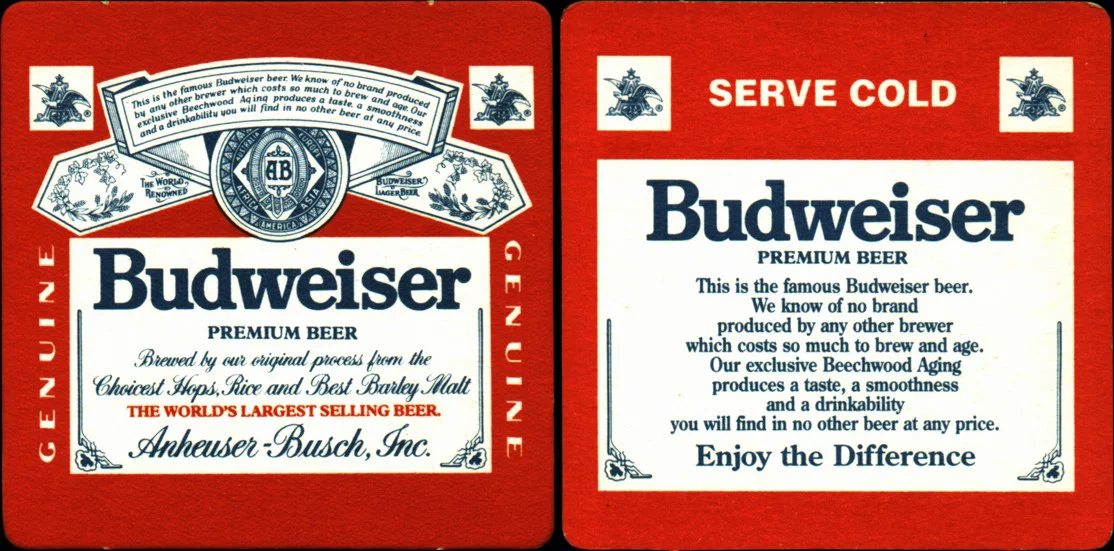 This is the famous Budweiser beer. We know of no brand produced
by any other brewer which costs so much to brew and age. Our
exclusive Beechwood Aging produces a taste, a smoothness
and a drinkability you will find in no other beer at any price.
THE WORLD'S
RENOWNED
EUROPE
AFRICA
AB
ASIA
AMERICA
BUDWEISER
LAGER BEER
GENUINE
Budweiser
PREMIUM BEER
Brewed by our original process from the
Choicest Hops, Rice and Best Barley Malt
THE WORLD'S LARGEST SELLING BEER.
Anheuser-Busch, Inc.
GENUINE
SERVE COLD
Budweiser
PREMIUM BEER
This is the famous Budweiser beer.
We know of no brand
produced by any other brewer
which costs so much to brew and age.
Our exclusive Beechwood Aging
produces a taste, a smoothness
and a drinkability
you will find in no other beer at any price.
Enjoy the Difference